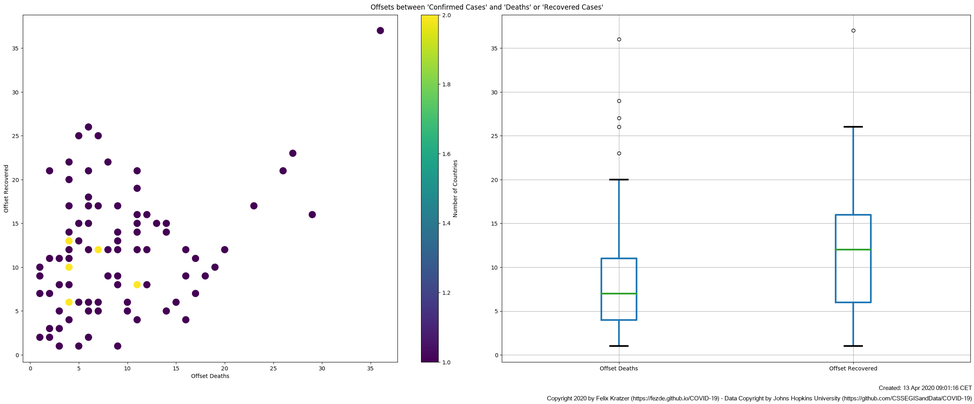 Offsets between 'Confirmed Cases' and 'Deaths' or 'Recovered Cases'
Offset Recovered
35
30
25
20
15
10
5
0
0 5 10 15 20 25 30 35
Offset Deaths
2.0
1.8
1.6
1.4
1.2
1.0
Number of Countries
35
30
25
20
15
10
5
0
Offset Deaths Offset Recovered
Created: 13 Apr 2020 09:01:16 CET
Copyright 2020 by Felix Kratzer (https://fezde.github.io/COVID-19) - Data Copyright by Johns Hopkins University (https://github.com/CSSEGISandData/COVID-19)